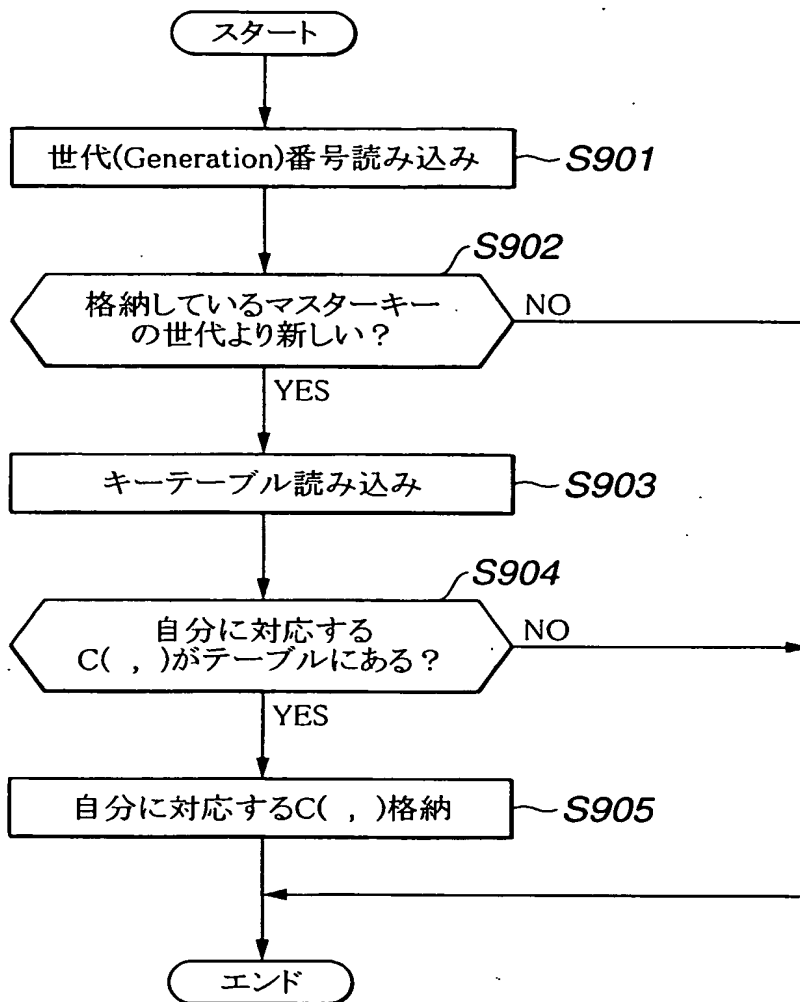 スタート
世代(Generation)番号読み込み
S901
S902
格納しているマスターキー
の世代より新しい？
NO
YES
キーテーブル読み込み
S903
S904
自分に対応する
C( , )がテーブルにある？
NO
YES
自分に対応するC( , )格納
S905
エンド